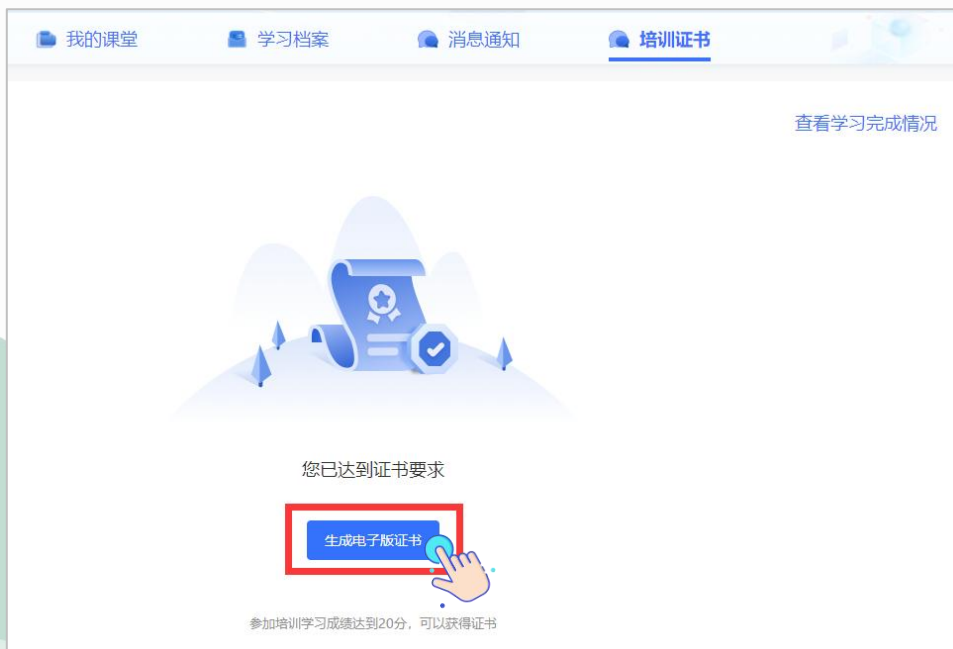 我的课堂 学习档案 消息通知 培训证书
查看学习完成情况
您已达到证书要求
生成电子版证书
参加培训学习成绩达到20分，可以获得证书